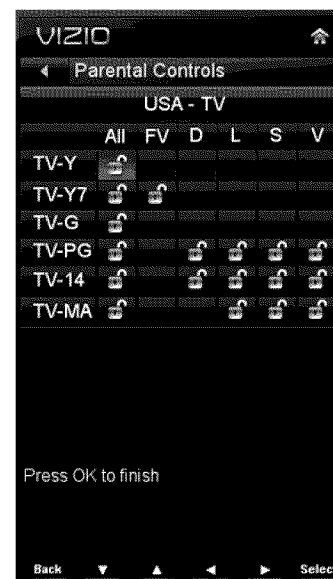 VIZIO
Parental Controls
USA - TV
All FV D L S V
TV-Y
TV-Y7
TV-G
TV-PG
TV-14
TV-MA
Press OK to finish
Back Select